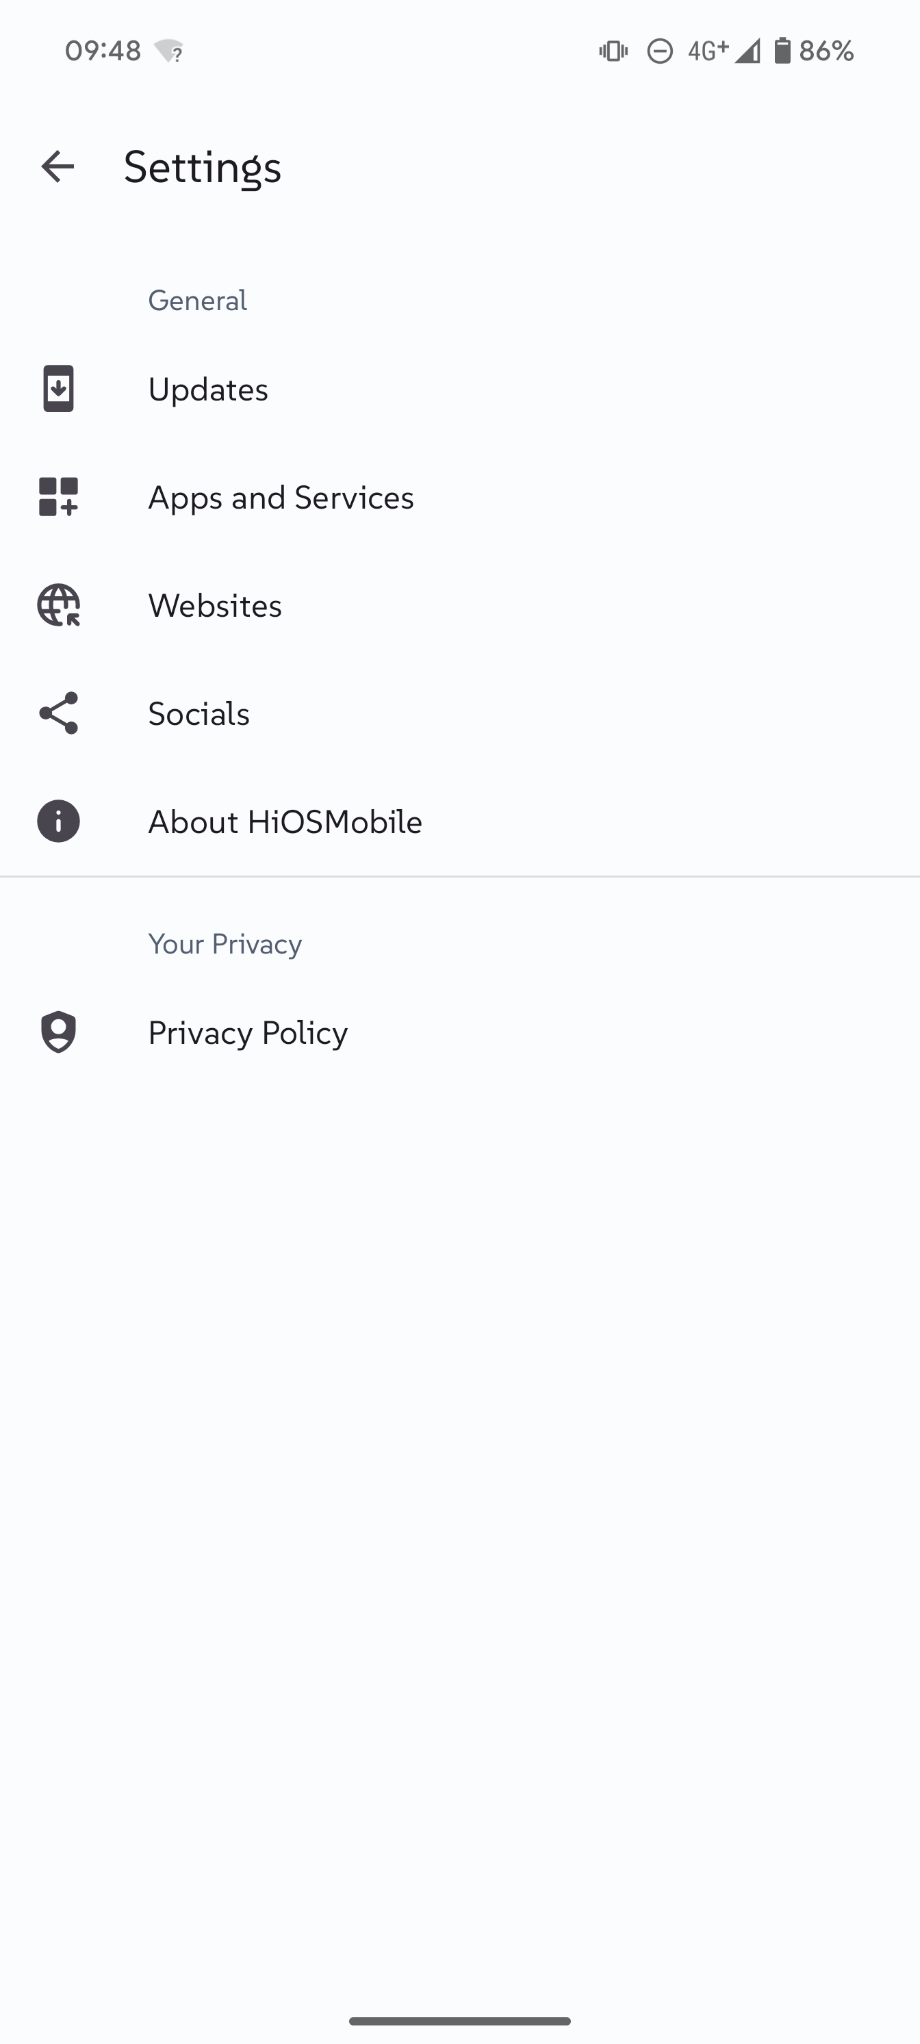 09:48 4G+ 86%
Settings
General
Updates
Apps and Services
Websites
Socials
About HiOSMobile
Your Privacy
Privacy Policy